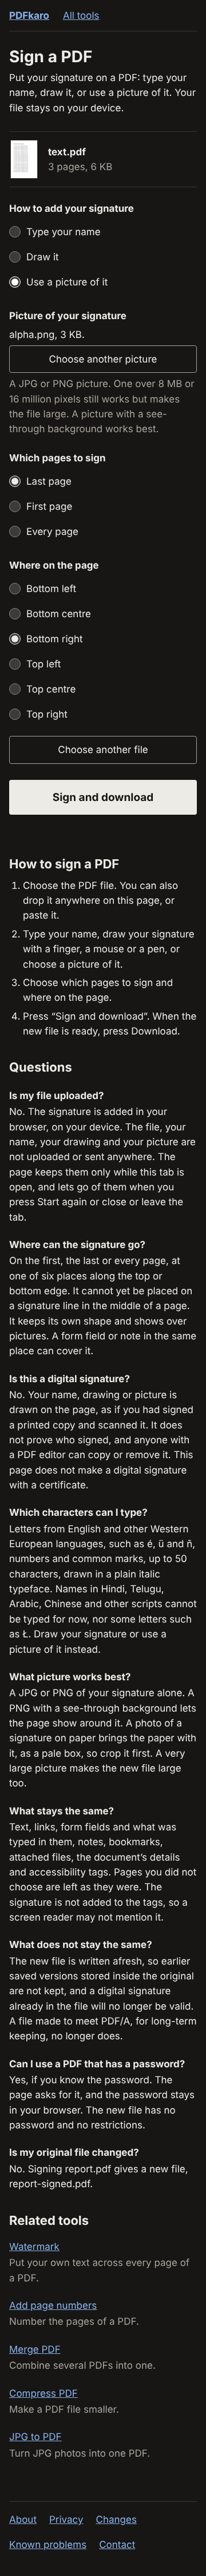 PDFkaro All tools
Sign a PDF
Put your signature on a PDF: type your
name, draw it, or use a picture of it. Your
file stays on your device.
text.pdf
3 pages, 6 KB
How to add your signature
Type your name
Draw it
Use a picture of it
Picture of your signature
alpha.png, 3 KB.
Choose another picture
A JPG or PNG picture. One over 8 MB or
16 million pixels still works but makes
the file large. A picture with a see-
through background works best.
Which pages to sign
Last page
First page
Every page
Where on the page
Bottom left
Bottom centre
Bottom right
Top left
Top centre
Top right
Choose another file
Sign and download
How to sign a PDF
1. Choose the PDF file. You can also
drop it anywhere on this page, or
paste it.
2. Type your name, draw your signature
with a finger, a mouse or a pen, or
choose a picture of it.
3. Choose which pages to sign and
where on the page.
4. Press “Sign and download”. When the
new file is ready, press Download.
Questions
Is my file uploaded?
No. The signature is added in your
browser, on your device. The file, your
name, your drawing and your picture are
not uploaded or sent anywhere. The
page keeps them only while this tab is
open, and lets go of them when you
press Start again or close or leave the
tab.
Where can the signature go?
On the first, the last or every page, at
one of six places along the top or
bottom edge. It cannot yet be placed on
a signature line in the middle of a page.
It keeps its own shape and shows over
pictures. A form field or note in the same
place can cover it.
Is this a digital signature?
No. Your name, drawing or picture is
drawn on the page, as if you had signed
a printed copy and scanned it. It does
not prove who signed, and anyone with
a PDF editor can copy or remove it. This
page does not make a digital signature
with a certificate.
Which characters can I type?
Letters from English and other Western
European languages, such as é, ü and ñ,
numbers and common marks, up to 50
characters, drawn in a plain italic
typeface. Names in Hindi, Telugu,
Arabic, Chinese and other scripts cannot
be typed for now, nor some letters such
as Ł. Draw your signature or use a
picture of it instead.
What picture works best?
A JPG or PNG of your signature alone. A
PNG with a see-through background lets
the page show around it. A photo of a
signature on paper brings the paper with
it, as a pale box, so crop it first. A very
large picture makes the new file large
too.
What stays the same?
Text, links, form fields and what was
typed in them, notes, bookmarks,
attached files, the document’s details
and accessibility tags. Pages you did not
choose are left as they were. The
signature is not added to the tags, so a
screen reader may not mention it.
What does not stay the same?
The new file is written afresh, so earlier
saved versions stored inside the original
are not kept, and a digital signature
already in the file will no longer be valid.
A file made to meet PDF/A, for long-term
keeping, no longer does.
Can I use a PDF that has a password?
Yes, if you know the password. The
page asks for it, and the password stays
in your browser. The new file has no
password and no restrictions.
Is my original file changed?
No. Signing report.pdf gives a new file,
report-signed.pdf.
Related tools
Watermark
Put your own text across every page of
a PDF.
Add page numbers
Number the pages of a PDF.
Merge PDF
Combine several PDFs into one.
Compress PDF
Make a PDF file smaller.
JPG to PDF
Turn JPG photos into one PDF.
About Privacy Changes
Known problems Contact